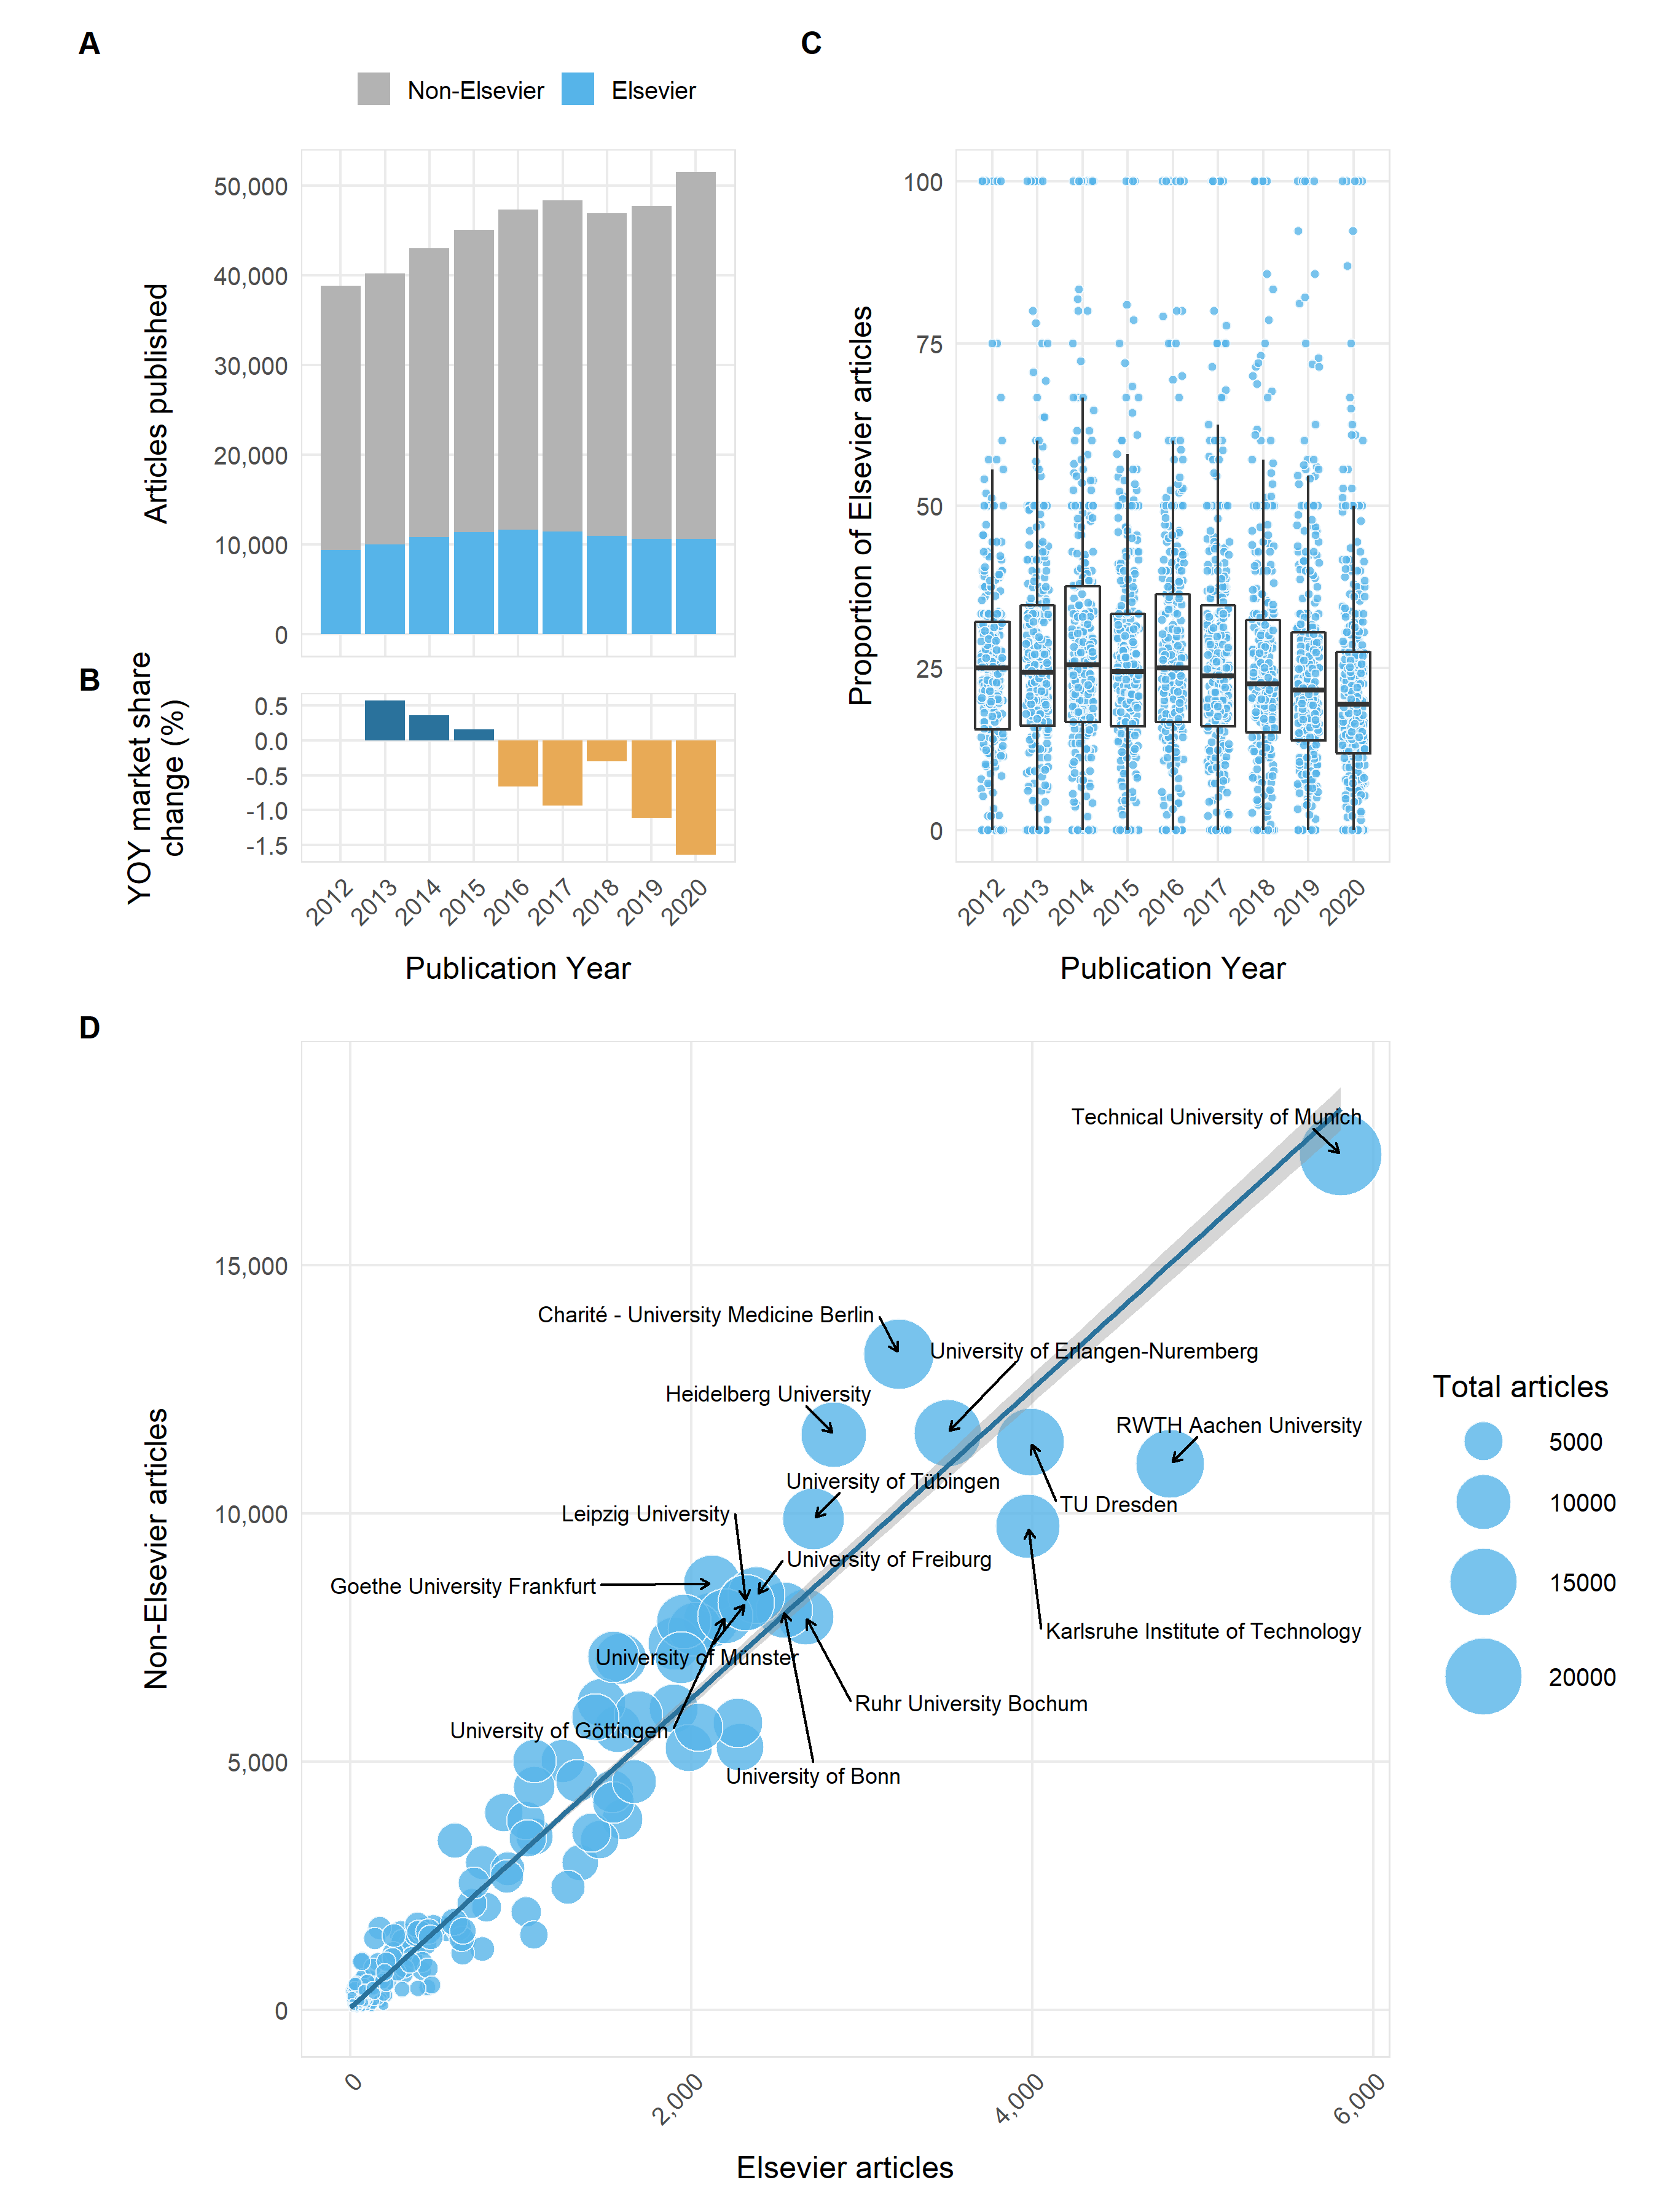 A
Non-Elsevier
Elsevier
Articles published
50,000
40,000
30,000
20,000
10,000
0
B
YOY market share
change (%)
0.5
0.0
-0.5
-1.0
-1.5
2012
2013
2014
2015
2016
2017
2018
2019
2020
Publication Year
C
Proportion of Elsevier articles
100
75
50
25
0
2012
2013
2014
2015
2016
2017
2018
2019
2020
Publication Year
D
Non-Elsevier articles
15,000
10,000
5,000
0
Technical University of Munich
Charité - University Medicine Berlin
University of Erlangen-Nuremberg
Heidelberg University
RWTH Aachen University
University of Tübingen
TU Dresden
Leipzig University
University of Freiburg
Goethe University Frankfurt
Karlsruhe Institute of Technology
University of Münster
Ruhr University Bochum
University of Göttingen
University of Bonn
0
2,000
4,000
6,000
Elsevier articles
Total articles
5000
10000
15000
20000